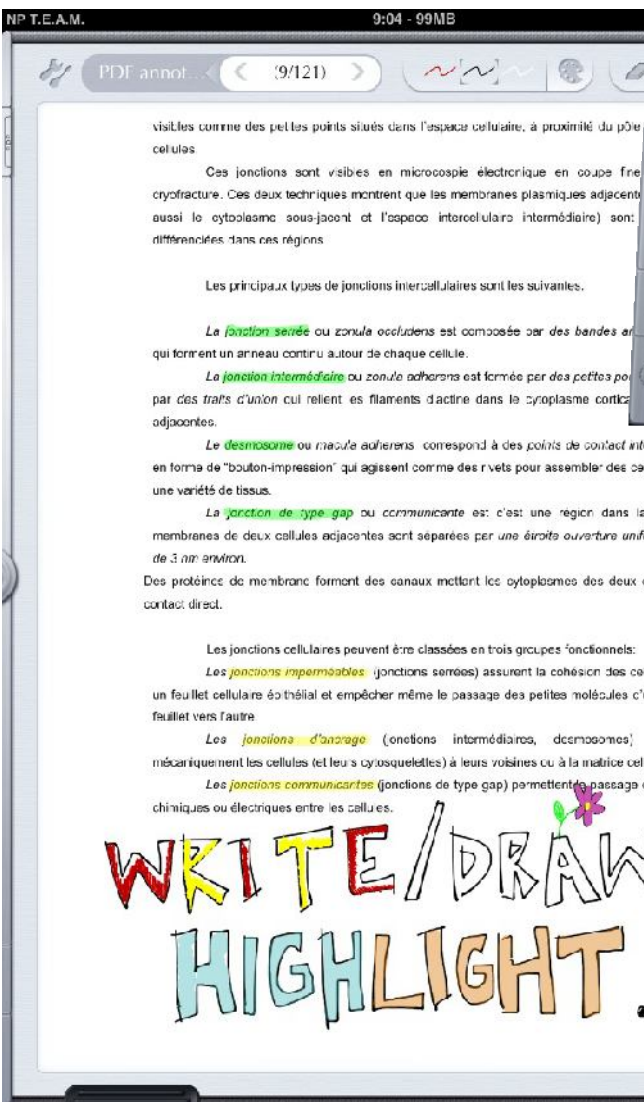 NP T.E.A.M. 9:04 - 99MB
PDF annot... (9/121)
PDF
visibles comme des petites points situés dans l'espace cellulaire, à proximité du pôle
cellules.
Ces jonctions sont visibles en microcospie électronique en coupe fine
cryofracture. Ces deux techniques montrent que les membranes plasmiques adjacente
aussi le cytoplasme sous-jacent et l'espace intercellulaire intermédiaire) sont
différenciées dans ces régions.
Les principaux types de jonctions intercellulaires sont les suivantes.
La jonction serrée ou zonula occludens est composée par des bandes
qui forment un anneau continu autour de chaque cellule.
La jonction intermédiaire ou zonula adherens est formée par des petites
par des traits d'union qui relient les filaments d'actine dans le cytoplasme cortica
adjacentes.
Le desmosome ou macula adherens correspond à des points de contact int
en forme de "bouton-impression" qui agissent comme des rivets pour assembler des ce
une variété de tissus.
La jonction de type gap ou communicante est c'est une région dans la
membranes de deux cellules adjacentes sont séparées par une étroite ouverture unif
de 3 nm environ.
Des protéines de membrane forment des canaux mettant les cytoplasmes des deux
contact direct.
Les jonctions cellulaires peuvent être classées en trois groupes fonctionnels:
Les jonctions imperméables (jonctions serrées) assurent la cohésion des ce
un feuillet cellulaire épithélial et empêcher même le passage des petites molécules d'
feuillet vers l'autre
Les jonctions d'ancrage (jonctions intermédiaires, desmosomes)
mécaniquement les cellules (et leurs cytosquelettes) à leurs voisines ou à la matrice cel
Les jonctions communicantes (jonctions de type gap) permettent le passage
chimiques ou électriques entre les cellules.
WRITE/DRAW
HIGHLIGHT.